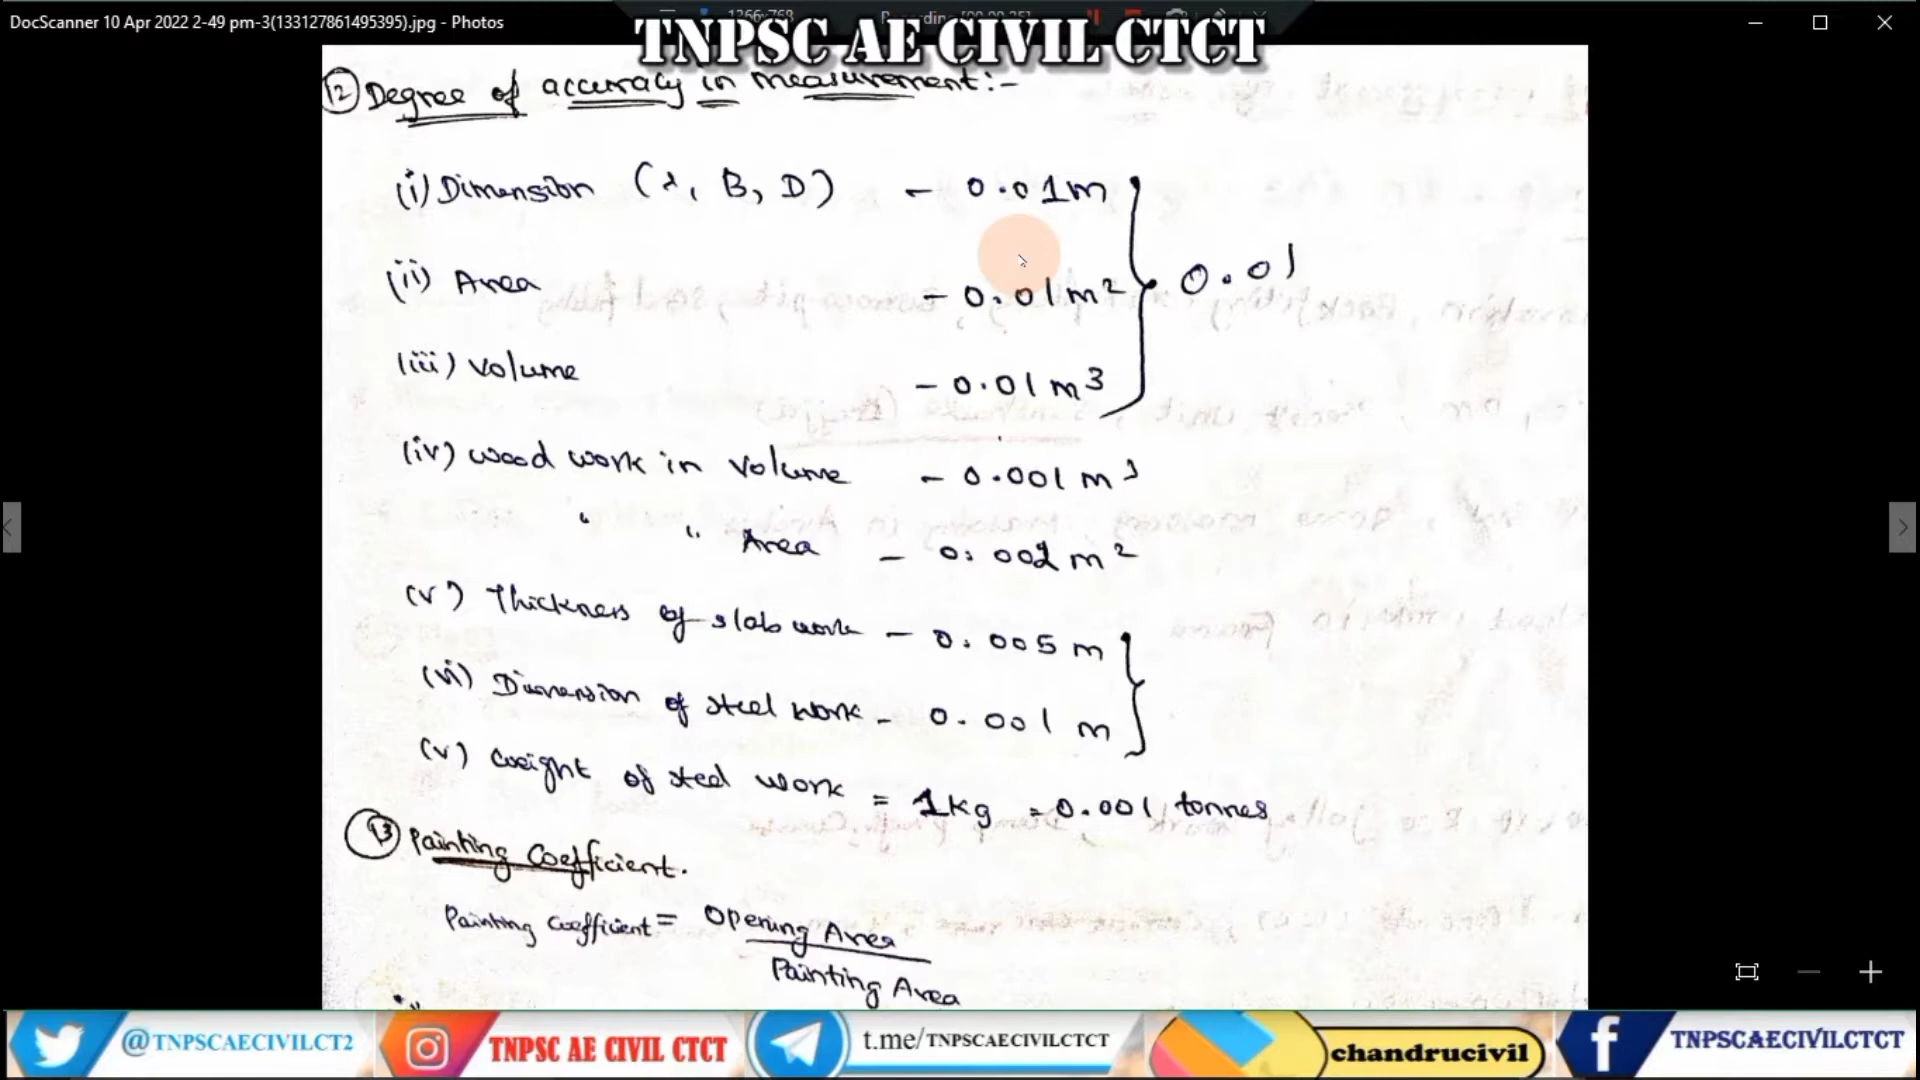 DocScanner 10 Apr 2022 2-49 pm-3(133127861495395).jpg - Photos
1366x768
TNPSC AE CIVIL CTCT
12 Degree of accuracy in measurement:-
(i) Dimension (L, B, D) - 0.01m
(ii) Area - 0.01m2
0.01
(iii) Volume - 0.01 m3
(iv) wood work in volume - 0.001 m3
" " Area - 0.002 m2
(v) Thickness of slab work - 0.005 m
(vi) Dimension of steel work - 0.001 m
(v) weight of steel work = 1kg = 0.001 tonnes
13 Painting Coefficient.
Painting Coefficient = Opening Area
Painting Area
@TNPSCAECIVILCT2
TNPSC AE CIVIL CTCT
t.me/TNPSCAECIVILCTCT
chandrucivil
TNPSCAECIVILCTCT